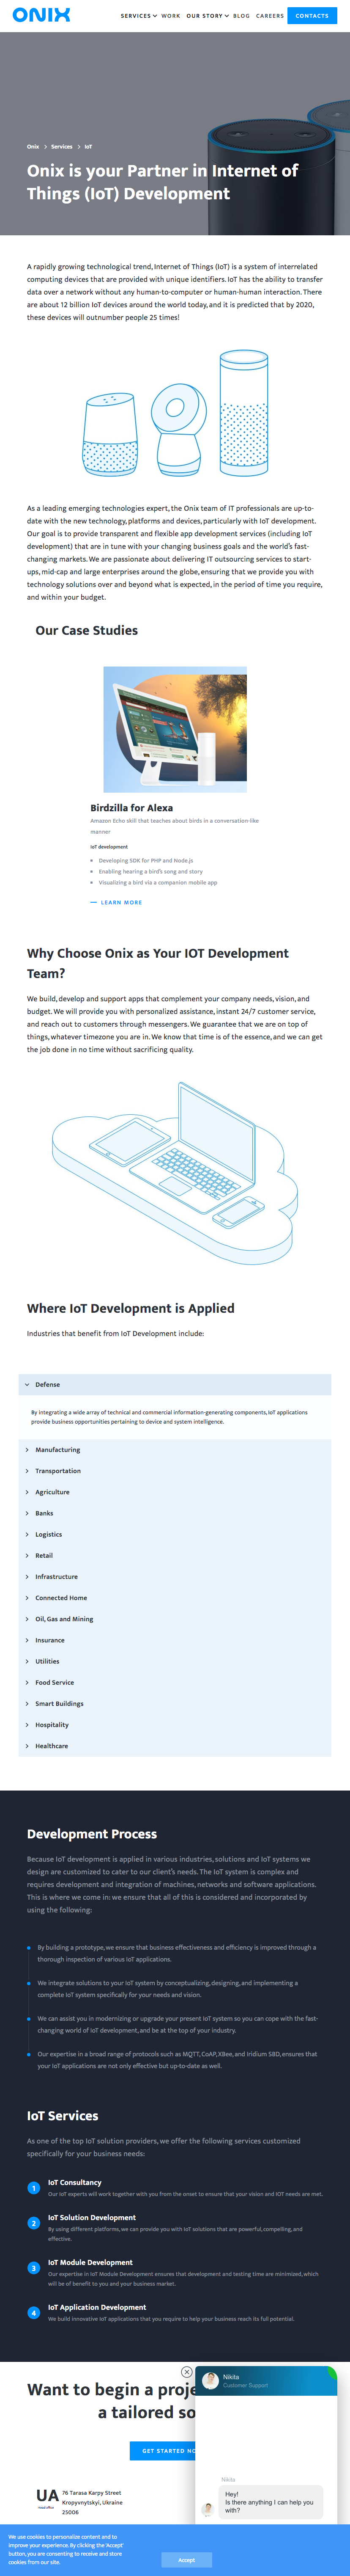 ONIX
SERVICES WORK OUR STORY BLOG CAREERS CONTACTS
Onix > Services > IoT
Onix is your Partner in Internet of
Things (IoT) Development
A rapidly growing technological trend, Internet of Things (IoT) is a system of interrelated
computing devices that are provided with unique identifiers. IoT has the ability to transfer
data over a network without any human-to-computer or human-human interaction. There
are about 12 billion IoT devices around the world today, and it is predicted that by 2020,
these devices will outnumber people 25 times!
As a leading emerging technologies expert, the Onix team of IT professionals are up-to-
date with the new technology, platforms and devices, particularly with IoT development.
Our goal is to provide transparent and flexible app development services (including IoT
development) that are in tune with your changing business goals and the world's fast-
changing markets. We are passionate about delivering IT outsourcing services to start-
ups, mid-cap and large enterprises around the globe, ensuring that we provide you with
technology solutions over and beyond what is expected, in the period of time you require,
and within your budget.
Our Case Studies
Birdzilla for Alexa
Amazon Echo skill that teaches about birds in a conversation-like
manner
IoT development
Developing SDK for PHP and Node.js
Enabling hearing a bird's song and story
Visualizing a bird via a companion mobile app
LEARN MORE
Why Choose Onix as Your IOT Development
Team?
We build, develop and support apps that complement your company needs, vision, and
budget. We will provide you with personalized assistance, instant 24/7 customer service,
and reach out to customers through messengers. We guarantee that we are on top of
things, whatever timezone you are in. We know that time is of the essence, and we can get
the job done in no time without sacrificing quality.
Where IoT Development is Applied
Industries that benefit from IoT Development include:
Defense
By integrating a wide array of technical and commercial information-generating components, IoT applications
provide business opportunities pertaining to device and system intelligence.
Manufacturing
Transportation
Agriculture
Banks
Logistics
Retail
Infrastructure
Connected Home
Oil, Gas and Mining
Insurance
Utilities
Food Service
Smart Buildings
Hospitality
Healthcare
Development Process
Because IoT development is applied in various industries, solutions and IoT systems we
design are customized to cater to our client's needs. The IoT system is complex and
requires development and integration of machines, networks and software applications.
This is where we come in: we ensure that all of this is considered and incorporated by
using the following:
By building a prototype, we ensure that business effectiveness and efficiency is improved through a
thorough inspection of various IoT applications.
We integrate solutions to your IoT system by conceptualizing, designing, and implementing a
complete IoT system specifically for your needs and vision.
We can assist you in modernizing or upgrade your present IoT system so you can cope with the fast-
changing world of IoT development, and be at the top of your industry.
Our expertise in a broad range of protocols such as MQTT, CoAP, XBee, and Iridium SBD, ensures that
your IoT applications are not only effective but up-to-date as well.
IoT Services
As one of the top IoT solution providers, we offer the following services customized
specifically for your business needs:
1 IoT Consultancy
Our IoT experts will work together with you from the onset to ensure that your vision and IOT needs are met.
2 IoT Solution Development
By using different platforms, we can provide you with IoT solutions that are powerful, compelling, and
effective.
3 IoT Module Development
Our expertise in IoT Module Development ensures that development and testing time are minimized, which
will be of benefit to you and your business market.
4 IoT Application Development
We build innovative IoT applications that you require to help your business reach its full potential.
Want to begin a proje
a tailored so
GET STARTED NO
Nikita
Customer Support
Nikita
Hey!
Is there anything I can help you
with?
UA
Head office
76 Tarasa Karpy Street
Kropyvnytskyi, Ukraine
25006
We use cookies to personalise content and to
improve your experience. By clicking the 'Accept'
button, you are consenting to receive and store
cookies from our site.
Accept